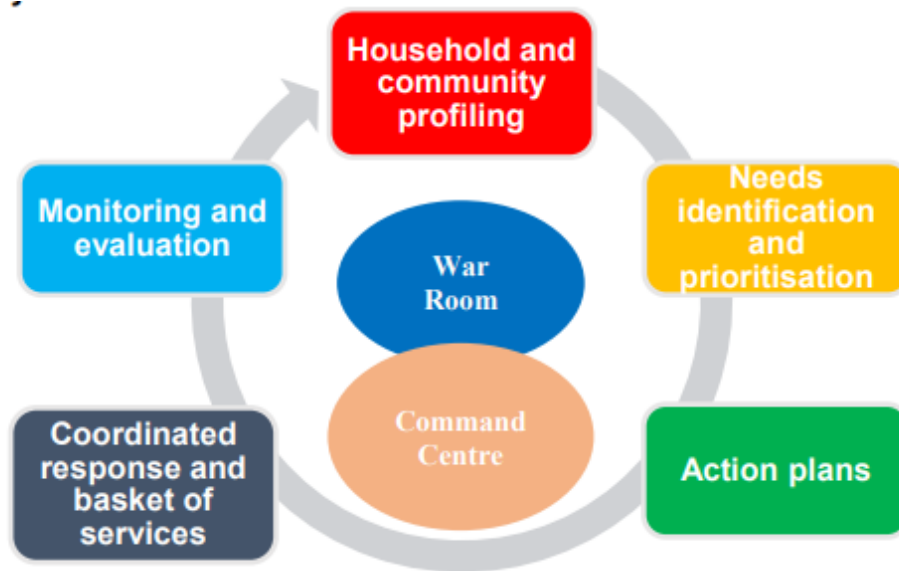 Household and
community
profiling
Needs
identification
and
prioritisation
Action plans
Coordinated
response and
basket of
services
Monitoring and
evaluation
War
Room
Command
Centre